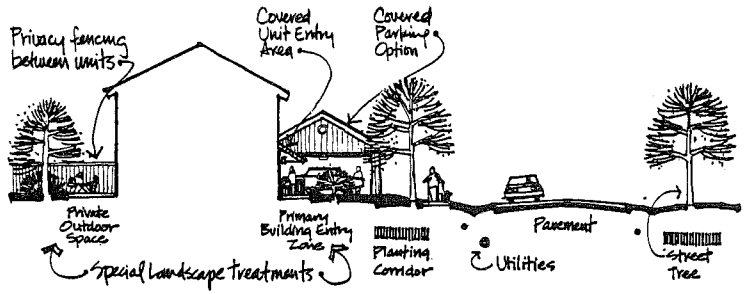 Privacy fencing
between units
Covered
Unit Entry
Area
Covered
Parking
Option
Private
Outdoor
Space
Primary
Building Entry
Zone
Planting
Corridor
Pavement
Utilities
Street
Tree
Special Landscape Treatments